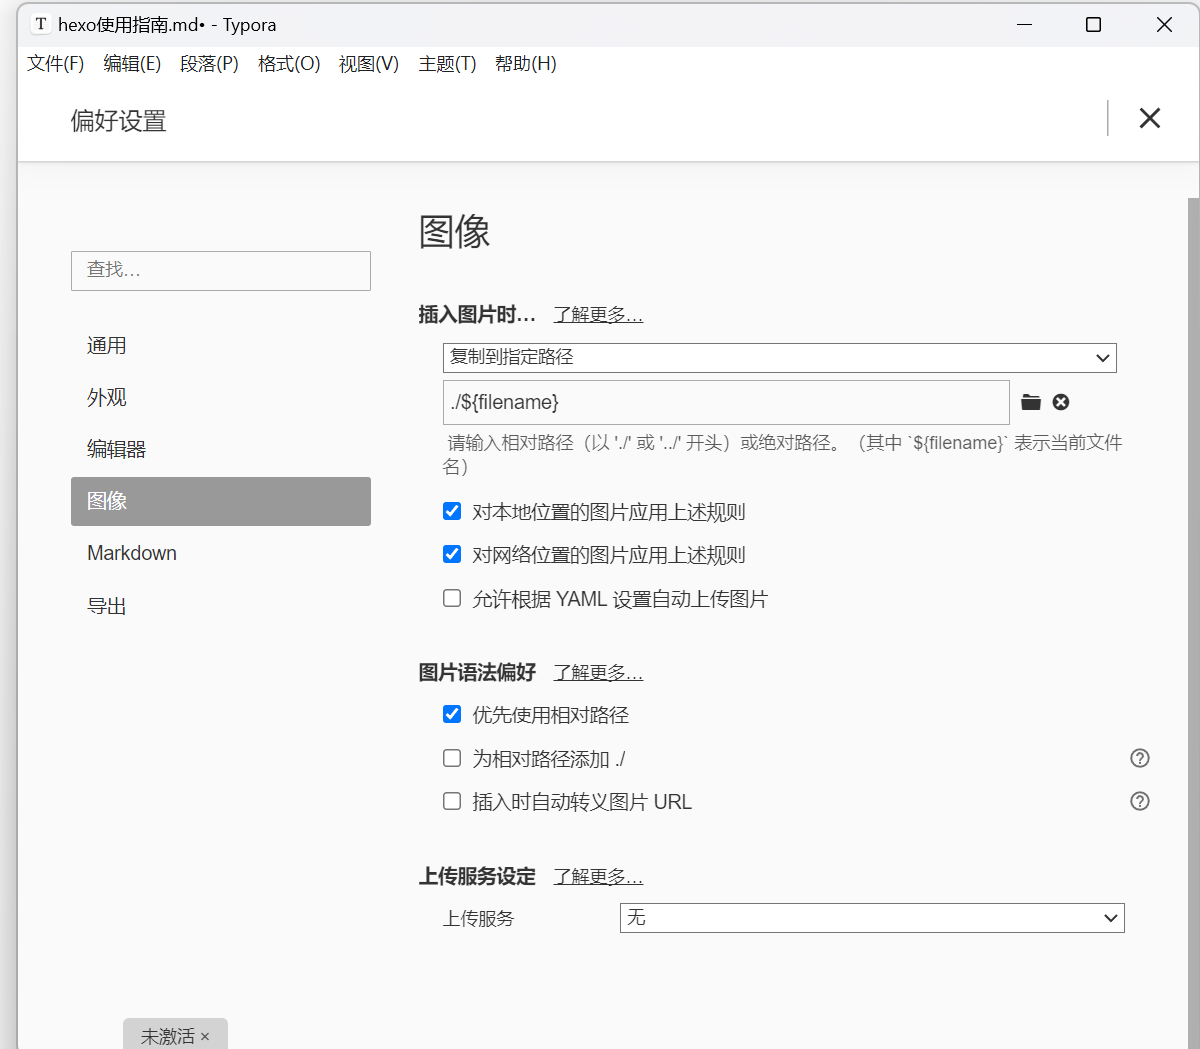 hexo使用指南.md• - Typora
文件(F) 编辑(E) 段落(P) 格式(O) 视图(V) 主题(T) 帮助(H)
偏好设置
查找...
通用
外观
编辑器
图像
Markdown
导出
图像
插入图片时... 了解更多...
复制到指定路径
./${filename}
请输入相对路径（以 './' 或 '../' 开头）或绝对路径。（其中 `${filename}` 表示当前文件
名）
对本地位置的图片应用上述规则
对网络位置的图片应用上述规则
允许根据 YAML 设置自动上传图片
图片语法偏好 了解更多...
优先使用相对路径
为相对路径添加 ./
插入时自动转义图片 URL
上传服务设定 了解更多...
上传服务 无
未激活 ×